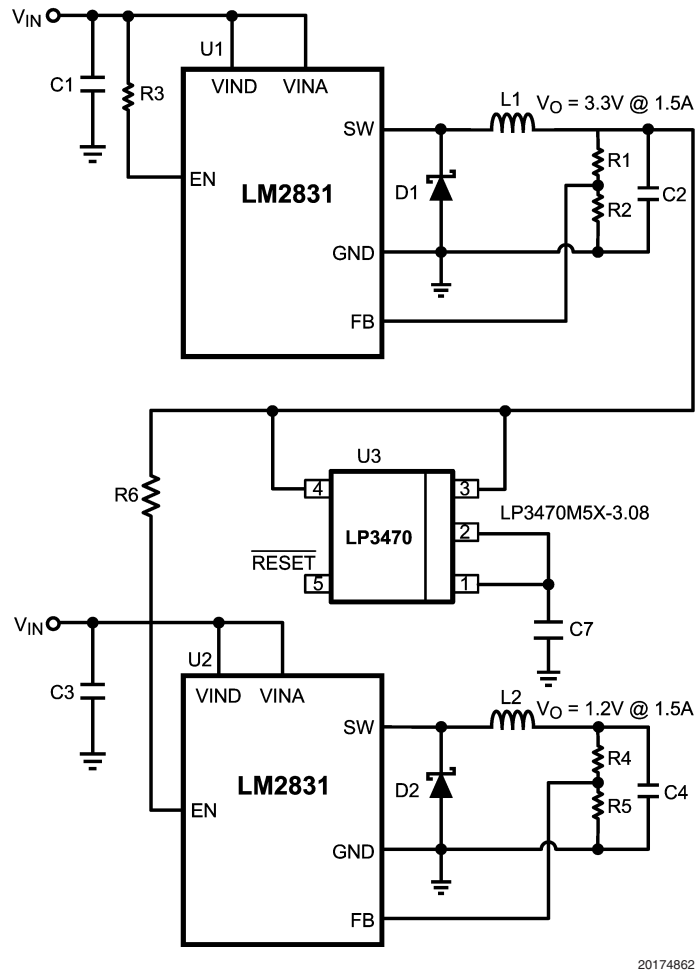 VIN
C1
R3
U1
VIND VINA
EN
LM2831
SW
GND
FB
L1
VO = 3.3V @ 1.5A
D1
R1
R2
C2
R6
U3
4
3
LP3470
2
LP3470M5X-3.08
RESET
5
1
C7
VIN
C3
U2
VIND VINA
EN
LM2831
SW
GND
FB
L2
VO = 1.2V @ 1.5A
D2
R4
R5
C4
20174862